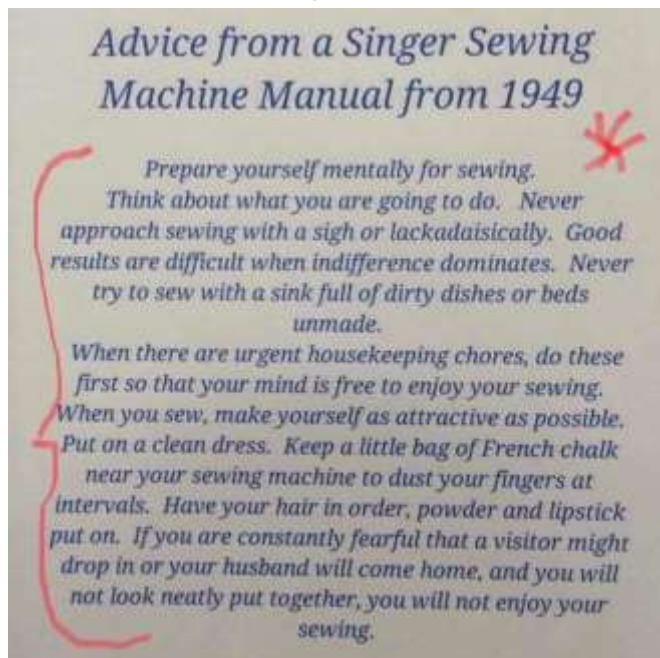 Advice from a Singer Sewing
Machine Manual from 1949
Prepare yourself mentally for sewing.
Think about what you are going to do. Never
approach sewing with a sigh or lackadaisically. Good
results are difficult when indifference dominates. Never
try to sew with a sink full of dirty dishes or beds
unmade.
When there are urgent housekeeping chores, do these
first so that your mind is free to enjoy your sewing.
When you sew, make yourself as attractive as possible.
Put on a clean dress. Keep a little bag of French chalk
near your sewing machine to dust your fingers at
intervals. Have your hair in order, powder and lipstick
put on. If you are constantly fearful that a visitor might
drop in or your husband will come home, and you will
not look neatly put together, you will not enjoy your
sewing.